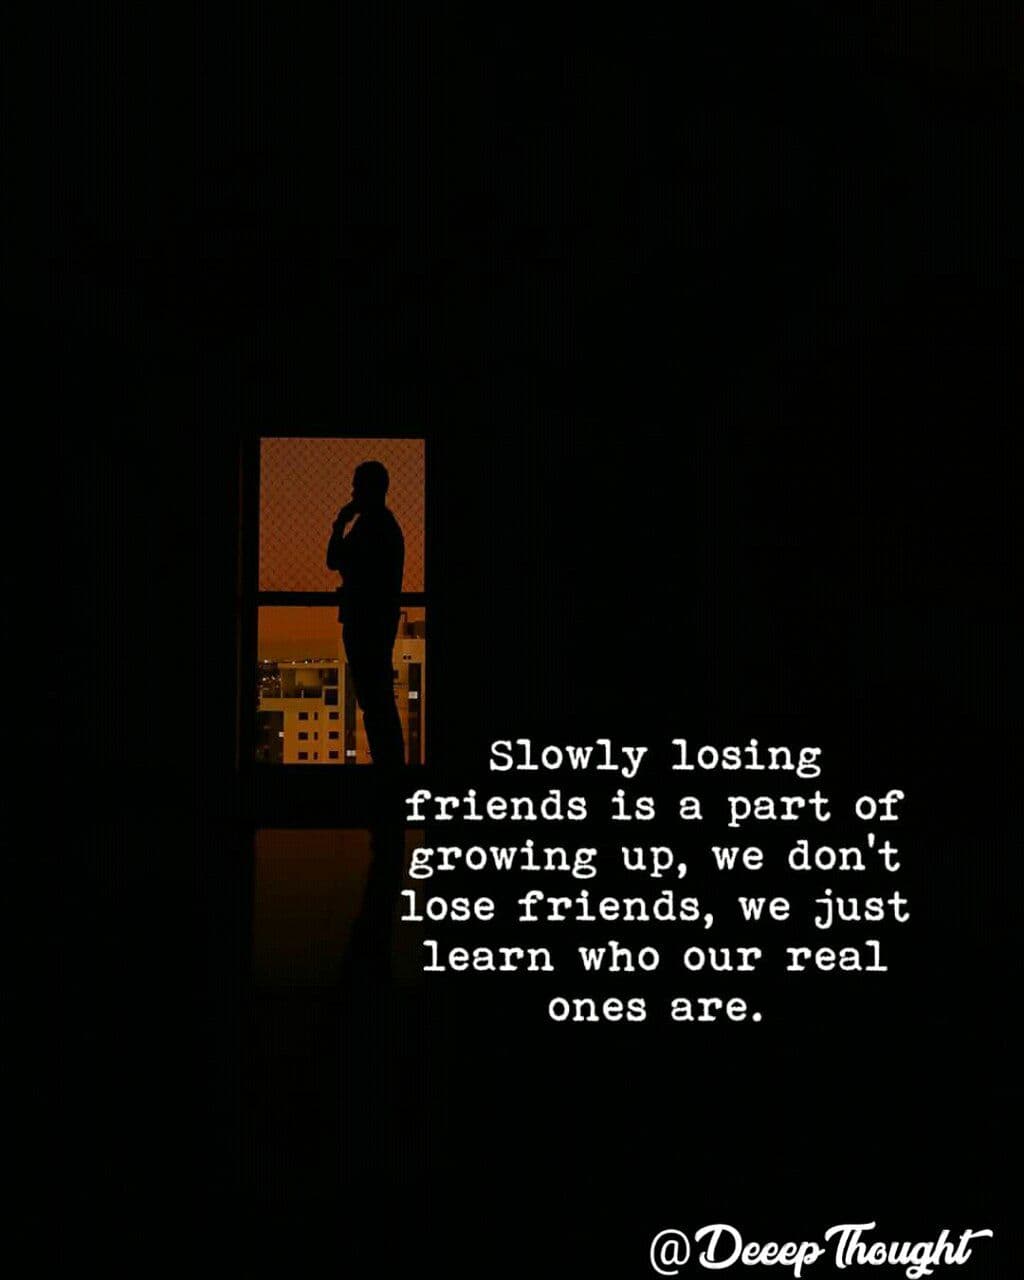 Slowly losing
friends is a part of
growing up, we don't
lose friends, we just
learn who our real
ones are.
@Deeep Thought